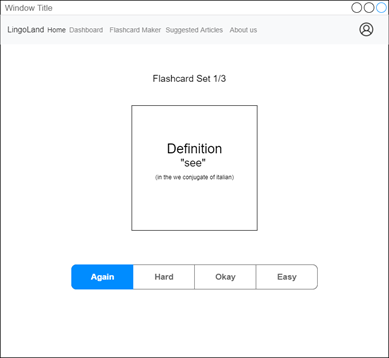 Window Title
LingoLand Home Dashboard Flashcard Maker Suggested Articles About us
Flashcard Set 1/3
Definition
"see"
(in the we conjugate of italian)
Again Hard Okay Easy